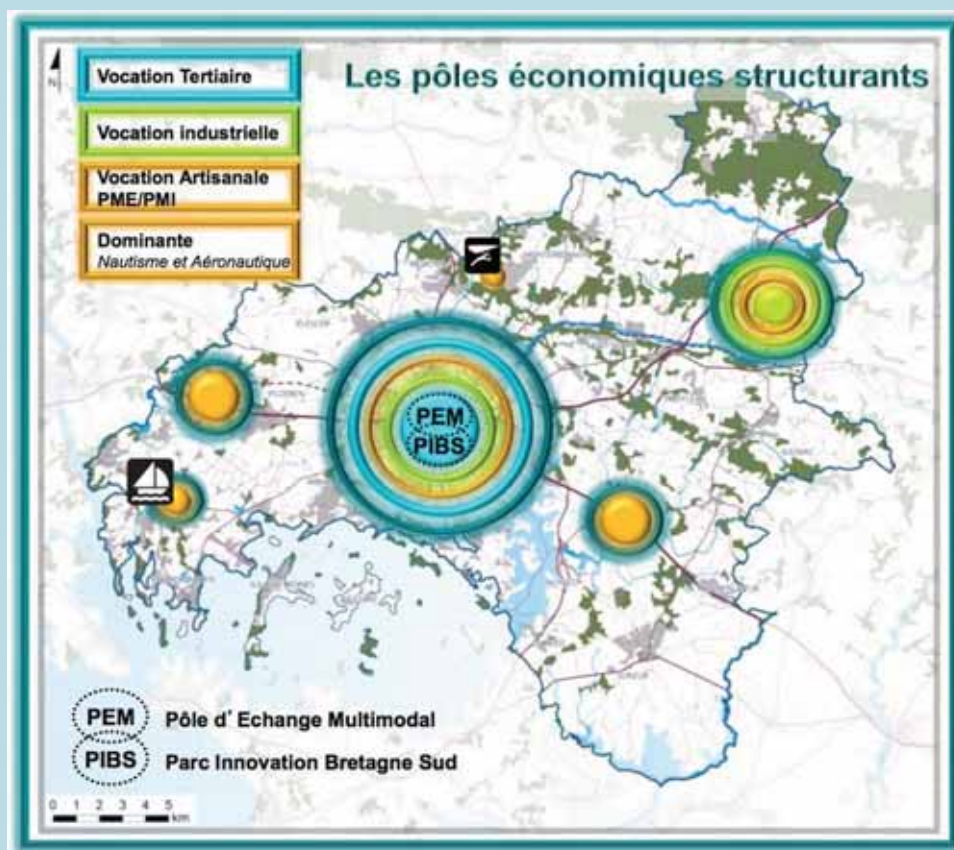 Les pôles économiques structurants
N
Vocation Tertiaire
Vocation industrielle
Vocation Artisanale
PME/PMI
Dominante
Nautisme et Aéronautique
PEM
PIBS
PEM Pôle d' Echange Multimodal
PIBS Parc Innovation Bretagne Sud
0 1 2 3 4 5
km